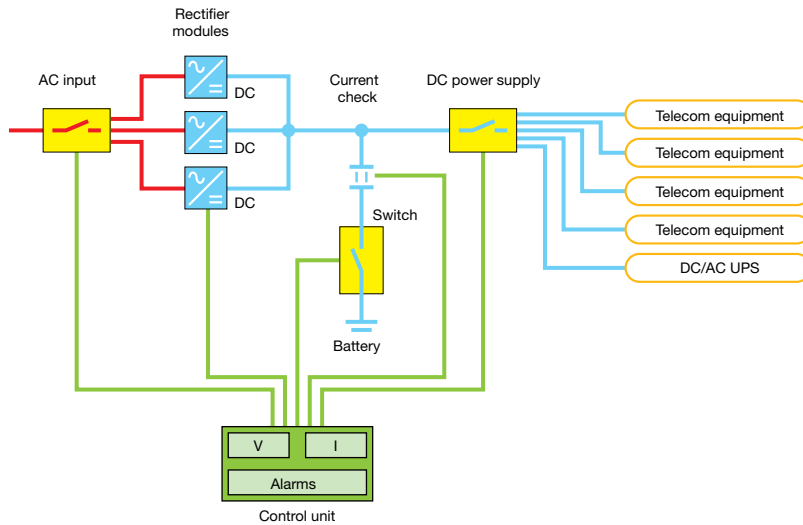 Rectifier
modules
AC input
Current
check
DC power supply
DC
DC
DC
Telecom equipment
Telecom equipment
Telecom equipment
Telecom equipment
DC/AC UPS
Switch
Battery
V
I
Alarms
Control unit